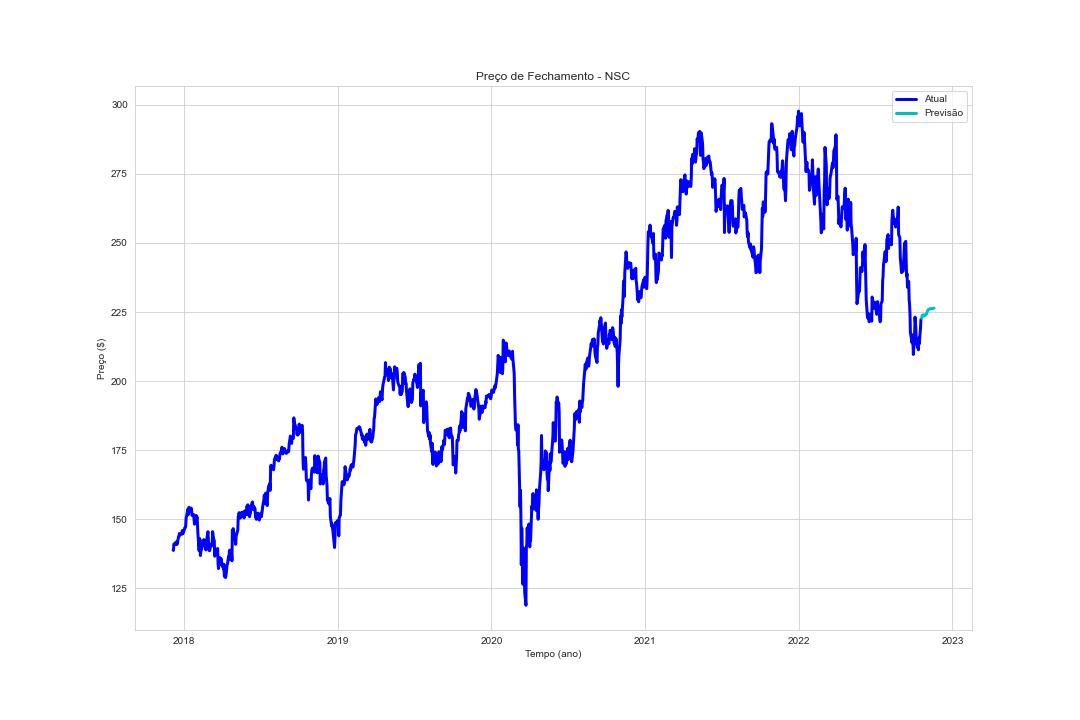 Preço de Fechamento - NSC
Atual
Previsão
300
275
250
225
200
175
150
125
Preço ($)
2018 2019 2020 2021 2022 2023
Tempo (ano)